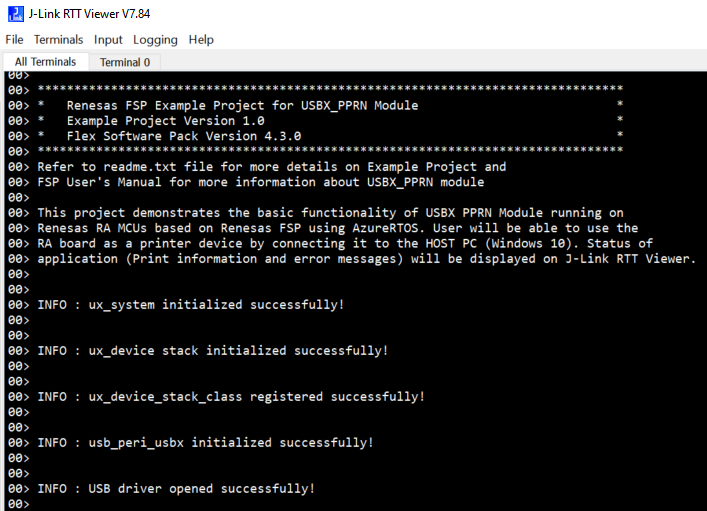 J-Link RTT Viewer V7.84
File Terminals Input Logging Help
All Terminals Terminal 0
00>
00> ********************************************************************************
00> * Renesas FSP Example Project for USBX_PPRN Module *
00> * Example Project Version 1.0 *
00> * Flex Software Pack Version 4.3.0 *
00> ********************************************************************************
00> Refer to readme.txt file for more details on Example Project and
00> FSP User's Manual for more information about USBX_PPRN module
00>
00> This project demonstrates the basic functionality of USBX PPRN Module running on
00> Renesas RA MCUs based on Renesas FSP using AzureRTOS. User will be able to use the
00> RA board as a printer device by connecting it to the HOST PC (Windows 10). Status of
00> application (Print information and error messages) will be displayed on J-Link RTT Viewer.
00>
00>
00> INFO : ux_system initialized successfully!
00>
00>
00> INFO : ux_device stack initialized successfully!
00>
00>
00> INFO : ux_device_stack_class registered successfully!
00>
00>
00> INFO : usb_peri_usbx initialized successfully!
00>
00>
00> INFO : USB driver opened successfully!
00>